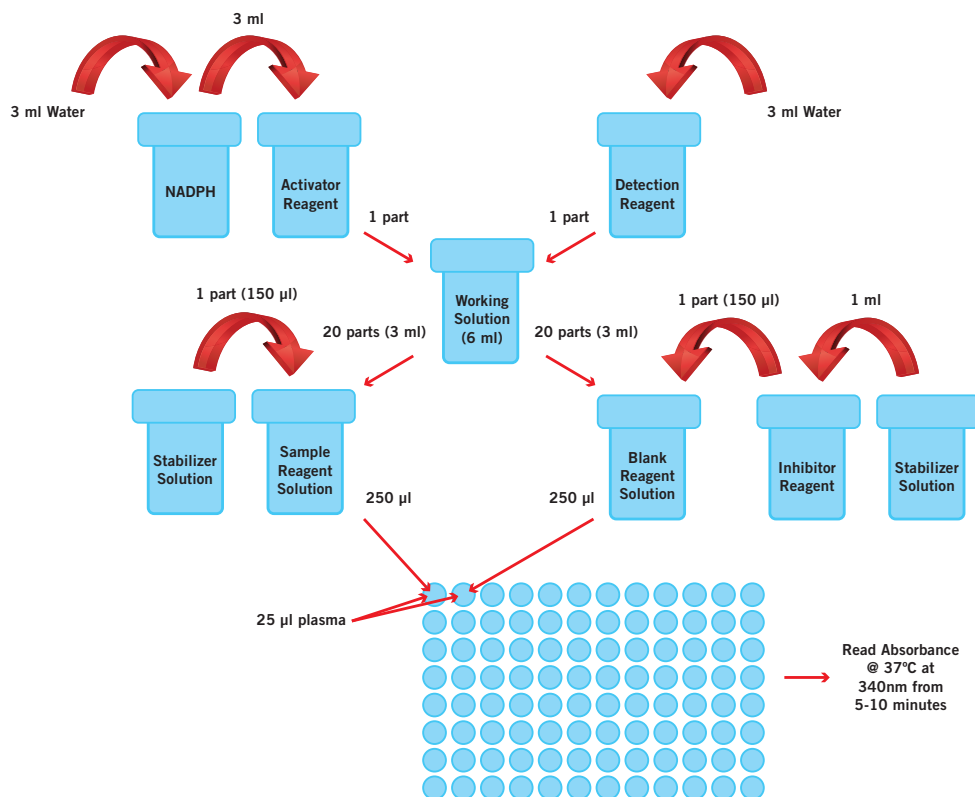 3 ml
3 ml Water
3 ml Water
NADPH
Activator
Reagent
Detection
Reagent
1 part
1 part
Working
Solution
(6 ml)
1 part (150 µl)
20 parts (3 ml)
20 parts (3 ml)
1 part (150 µl)
1 ml
Stabilizer
Solution
Sample
Reagent
Solution
Blank
Reagent
Solution
Inhibitor
Reagent
Stabilizer
Solution
250 µl
250 µl
25 µl plasma
Read Absorbance
@ 37ºC at
340nm from
5-10 minutes